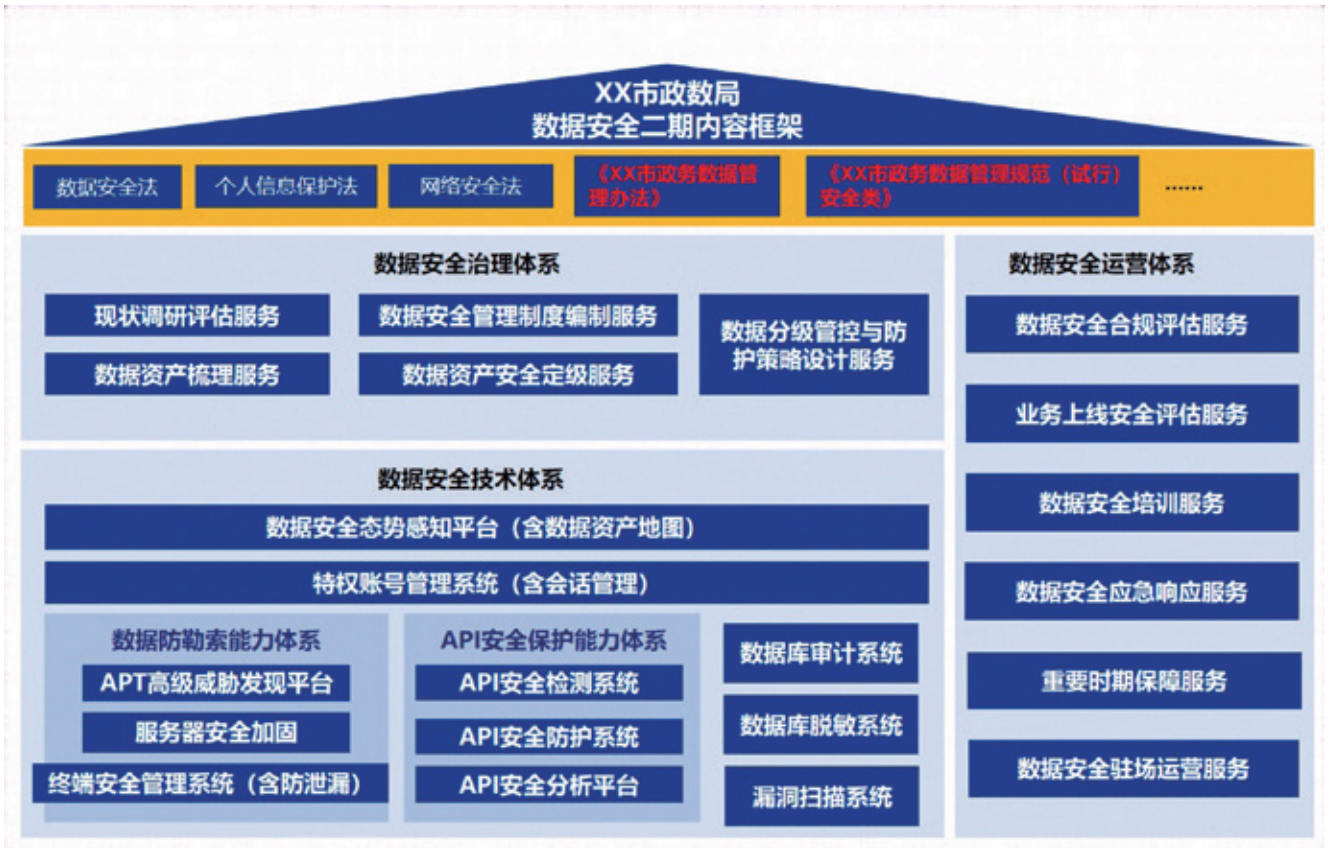 XX市政数局
数据安全二期内容框架
数据安全法
个人信息保护法
网络安全法
《XX市政务数据管
理办法》
《XX市政务数据管理规范（试行）
安全类》
......
数据安全治理体系
现状调研评估服务
数据安全管理制度编制服务
数据分级管控与防
护策略设计服务
数据资产梳理服务
数据资产安全定级服务
数据安全技术体系
数据安全态势感知平台（含数据资产地图）
特权账号管理系统（含会话管理）
数据防勒索能力体系
APT高级威胁发现平台
服务器安全加固
终端安全管理系统（含防泄漏）
API安全保护能力体系
API安全检测系统
API安全防护系统
API安全分析平台
数据库审计系统
数据库脱敏系统
漏洞扫描系统
数据安全运营体系
数据安全合规评估服务
业务上线安全评估服务
数据安全培训服务
数据安全应急响应服务
重要时期保障服务
数据安全驻场运营服务